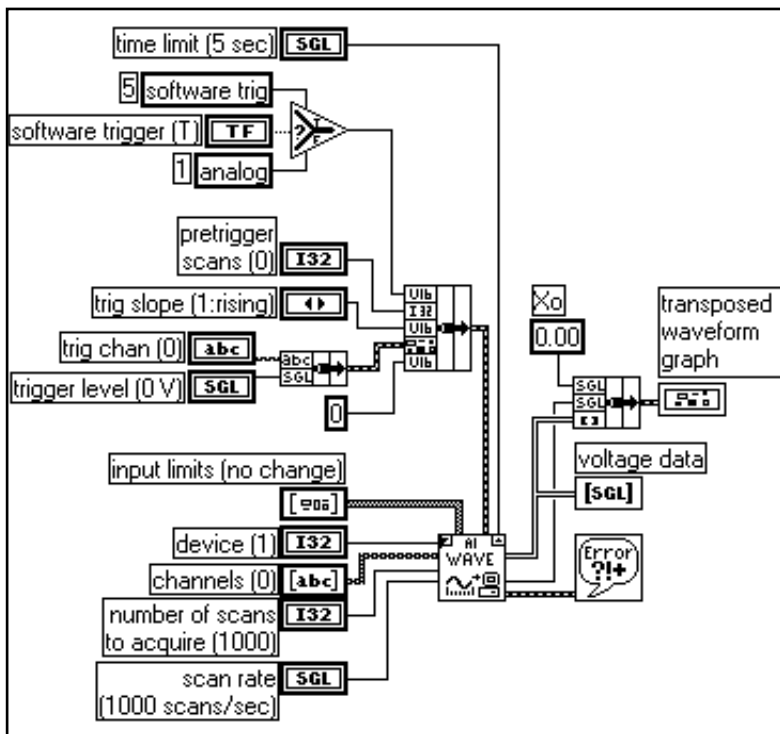 time limit (5 sec) SGL
5 software trig
software trigger (T) TF ? T F
1 analog
pretrigger
scans (0) I32
trig slope (1:rising)
trig chan (0) abc
trigger level (0 V) SGL
U16
I32
U16
U16
abc
SGL
0
Xo
0.00
transposed
waveform
graph
SGL
SGL
[ ]
voltage data
[SGL]
input limits (no change)
device (1) I32
channels (0) [abc]
number of scans
to acquire (1000) I32
scan rate
(1000 scans/sec) SGL
AI
WAVE
Error
?!+